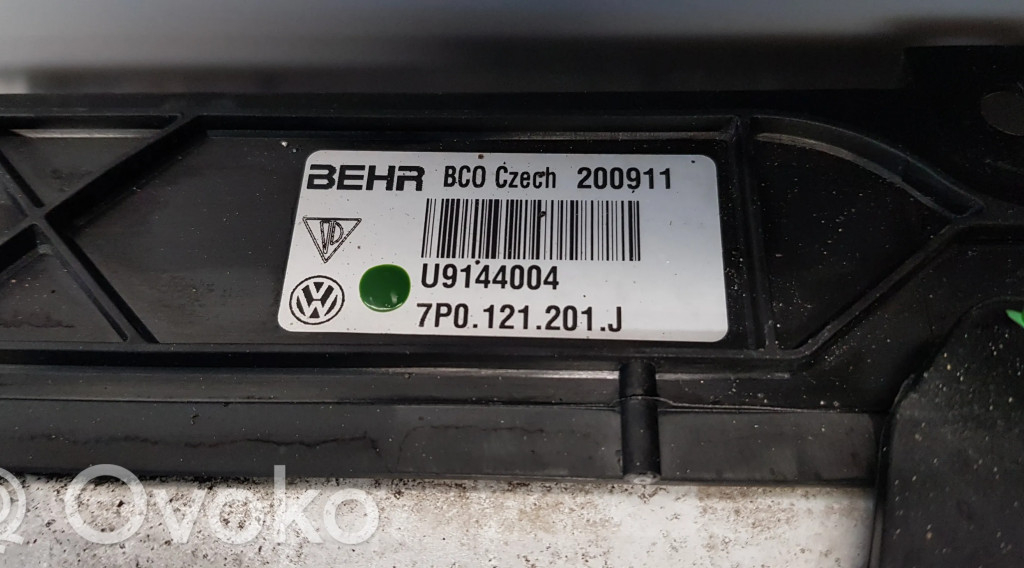 BEHR BCO Czech 200911
U9144004
7P0.121.201.J
Ovoko